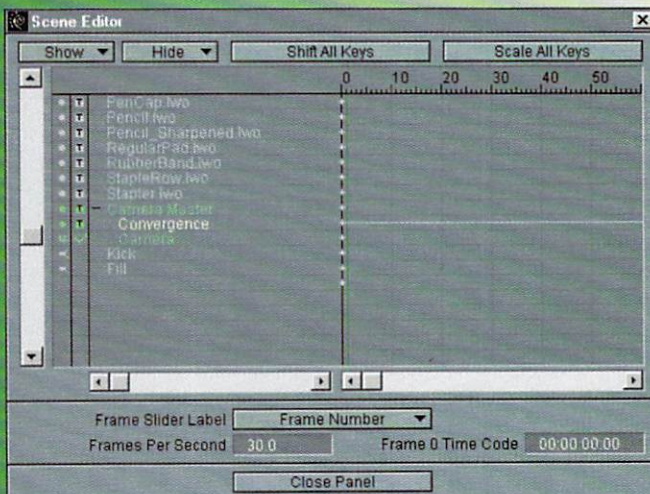 Scene Editor
Show Hide Shift All Keys Scale All Keys
0 10 20 30 40 50
T PenCap.lwo
T Pencil.lwo
T Pencil_Sharpened.lwo
T RegularPad.lwo
T RubberBand.lwo
T StapleRow.lwo
T Stapler.lwo
T Camera Master
T Convergence
Camera
Kick
Fill
Frame Slider Label Frame Number
Frames Per Second 30.0 Frame 0 Time Code 00:00:00:00
Close Panel